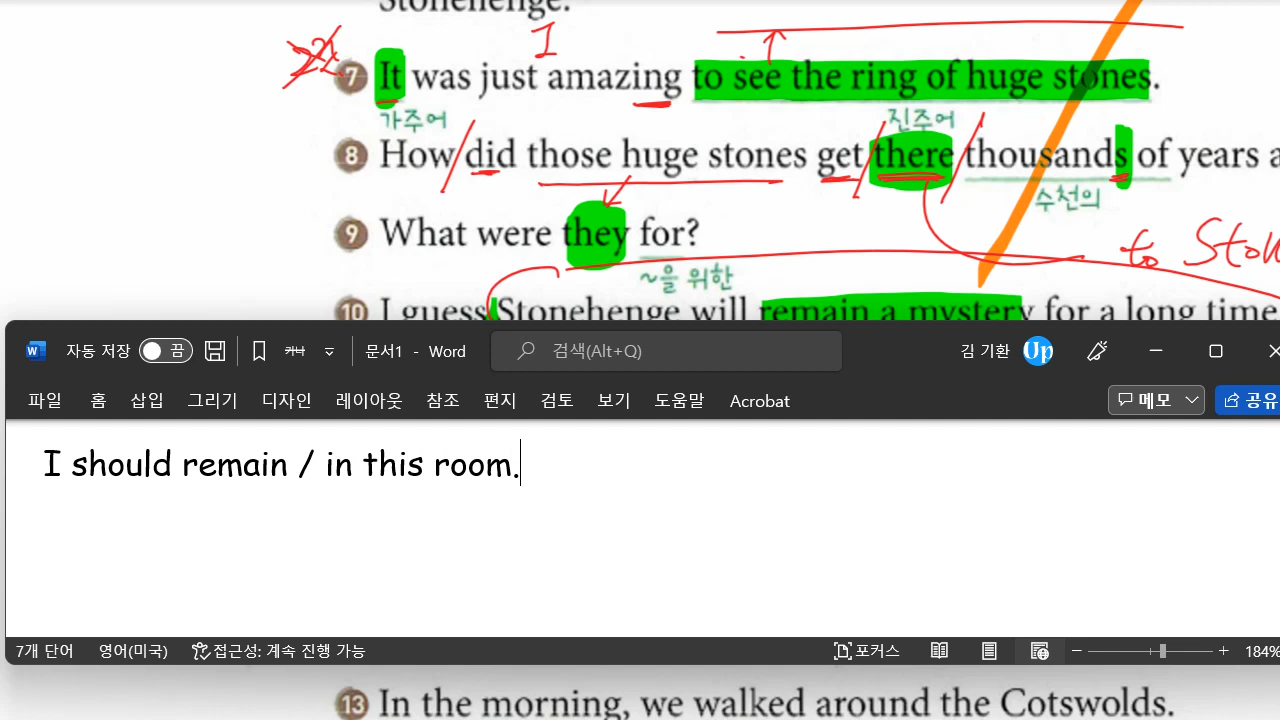 Stonehenge.
I
7 It was just amazing to see the ring of huge stones.
가주어 진주어
8 How / did those huge stones get / there / thousands of years a
수천의
9 What were they for?
to Sto
~을 위한
10 I guess Stonehenge will remain a mystery for a long time
자동 저장 끔 가나 문서1 - Word 검색(Alt+Q) 김 기환 Up
파일 홈 삽입 그리기 디자인 레이아웃 참조 편지 검토 보기 도움말 Acrobat 메모 공유
I should remain / in this room.
7개 단어 영어(미국) 접근성: 계속 진행 가능 포커스 184%
13 In the morning, we walked around the Cotswolds.